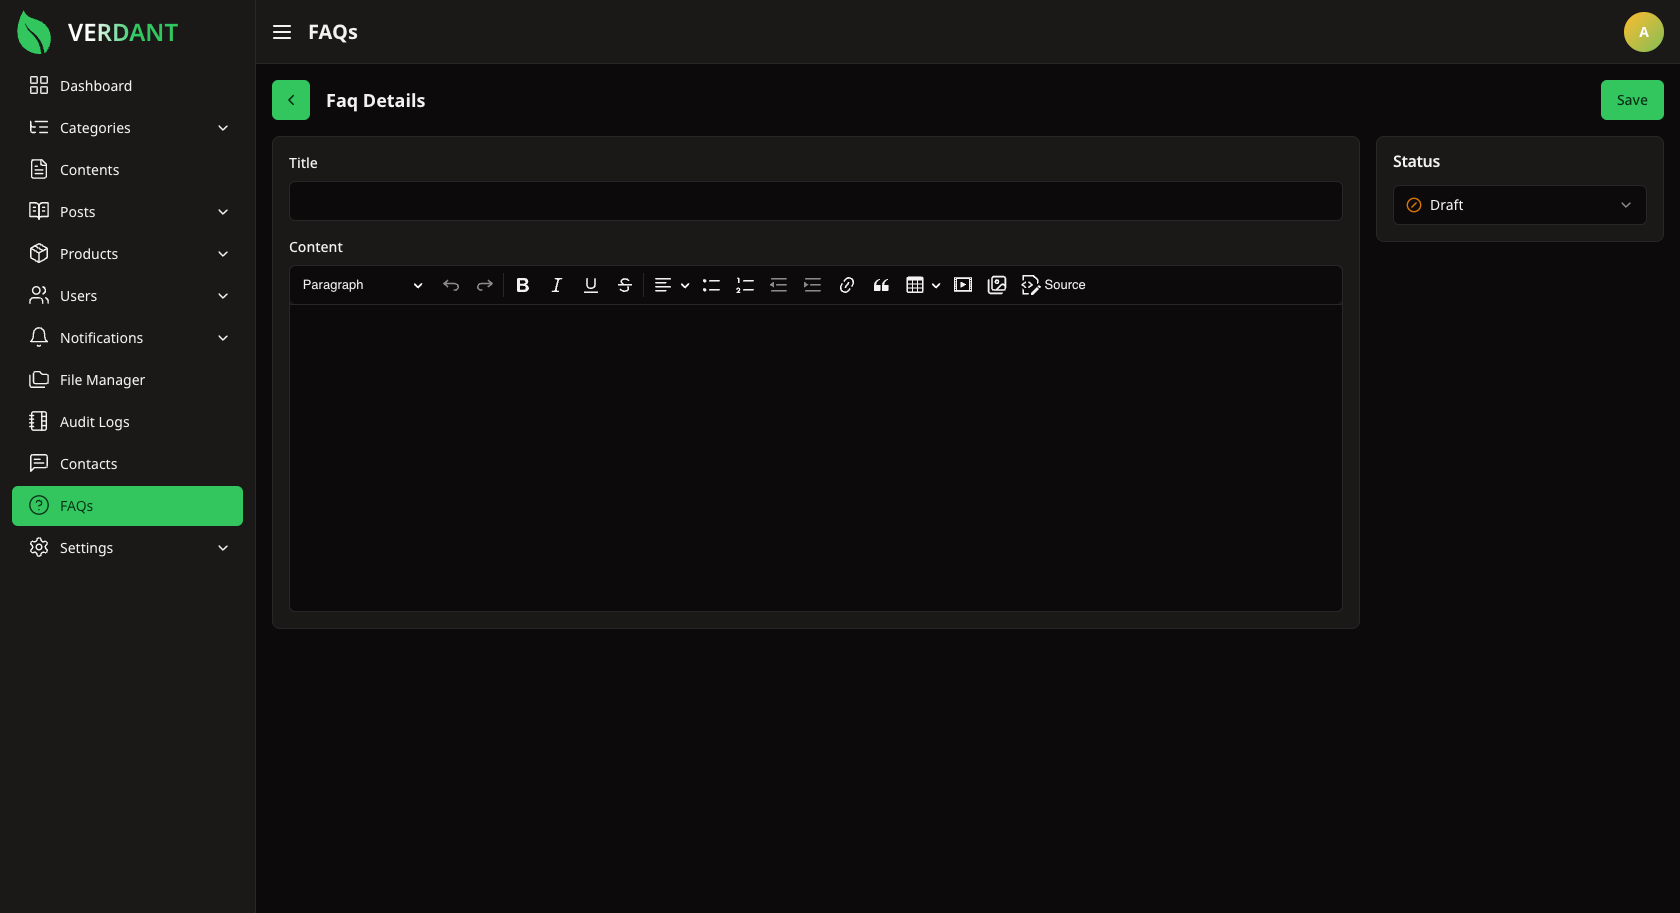 VERDANT
Dashboard
Categories
Contents
Posts
Products
Users
Notifications
File Manager
Audit Logs
Contacts
FAQs
Settings
FAQs
A
Faq Details
Save
Title
Content
Paragraph
Source
Status
Draft